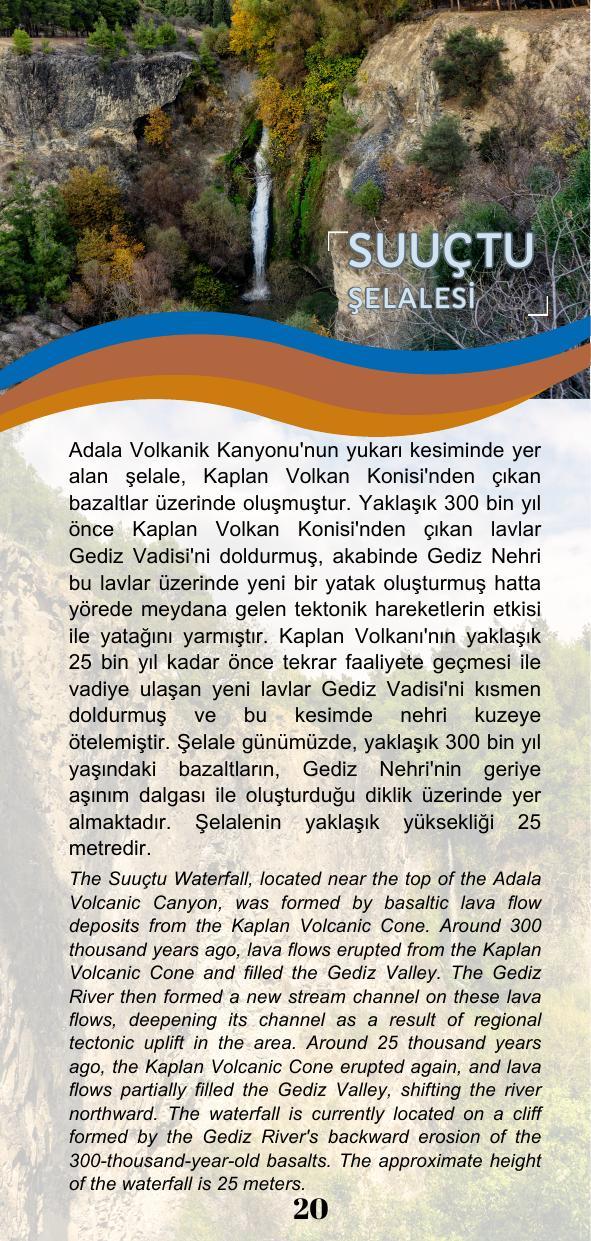 SUUÇTU
ŞELALESİ
Adala Volkanik Kanyonu'nun yukarı kesiminde yer
alan şelale, Kaplan Volkan Konisi'nden çıkan
bazaltlar üzerinde oluşmuştur. Yaklaşık 300 bin yıl
önce Kaplan Volkan Konisi'nden çıkan lavlar
Gediz Vadisi'ni doldurmuş, akabinde Gediz Nehri
bu lavlar üzerinde yeni bir yatak oluşturmuş hatta
yörede meydana gelen tektonik hareketlerin etkisi
ile yatağını yarmıştır. Kaplan Volkanı'nın yaklaşık
25 bin yıl kadar önce tekrar faaliyete geçmesi ile
vadiye ulaşan yeni lavlar Gediz Vadisi'ni kısmen
doldurmuş ve bu kesimde nehri kuzeye
ötelemiştir. Şelale günümüzde, yaklaşık 300 bin yıl
yaşındaki bazaltların, Gediz Nehri'nin geriye
aşınım dalgası ile oluşturduğu diklik üzerinde yer
almaktadır. Şelalenin yaklaşık yüksekliği 25
metredir.
The Suuçtu Waterfall, located near the top of the Adala
Volcanic Canyon, was formed by basaltic lava flow
deposits from the Kaplan Volcanic Cone. Around 300
thousand years ago, lava flows erupted from the Kaplan
Volcanic Cone and filled the Gediz Valley. The Gediz
River then formed a new stream channel on these lava
flows, deepening its channel as a result of regional
tectonic uplift in the area. Around 25 thousand years
ago, the Kaplan Volcanic Cone erupted again, and lava
flows partially filled the Gediz Valley, shifting the river
northward. The waterfall is currently located on a cliff
formed by the Gediz River's backward erosion of the
300-thousand-year-old basalts. The approximate height
of the waterfall is 25 meters.
20